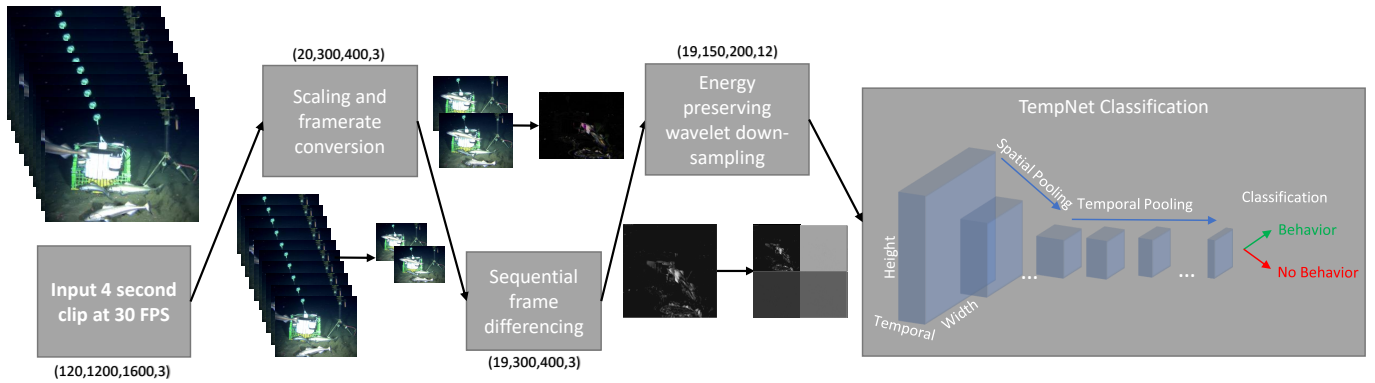 Input 4 second
clip at 30 FPS
(120,1200,1600,3)
(20,300,400,3)
Scaling and
framerate
conversion
Sequential
frame
differencing
(19,300,400,3)
(19,150,200,12)
Energy
preserving
wavelet down-
sampling
TempNet Classification
Height
Temporal
Width
Spatial Pooling
Temporal Pooling
...
...
Classification
Behavior
No Behavior